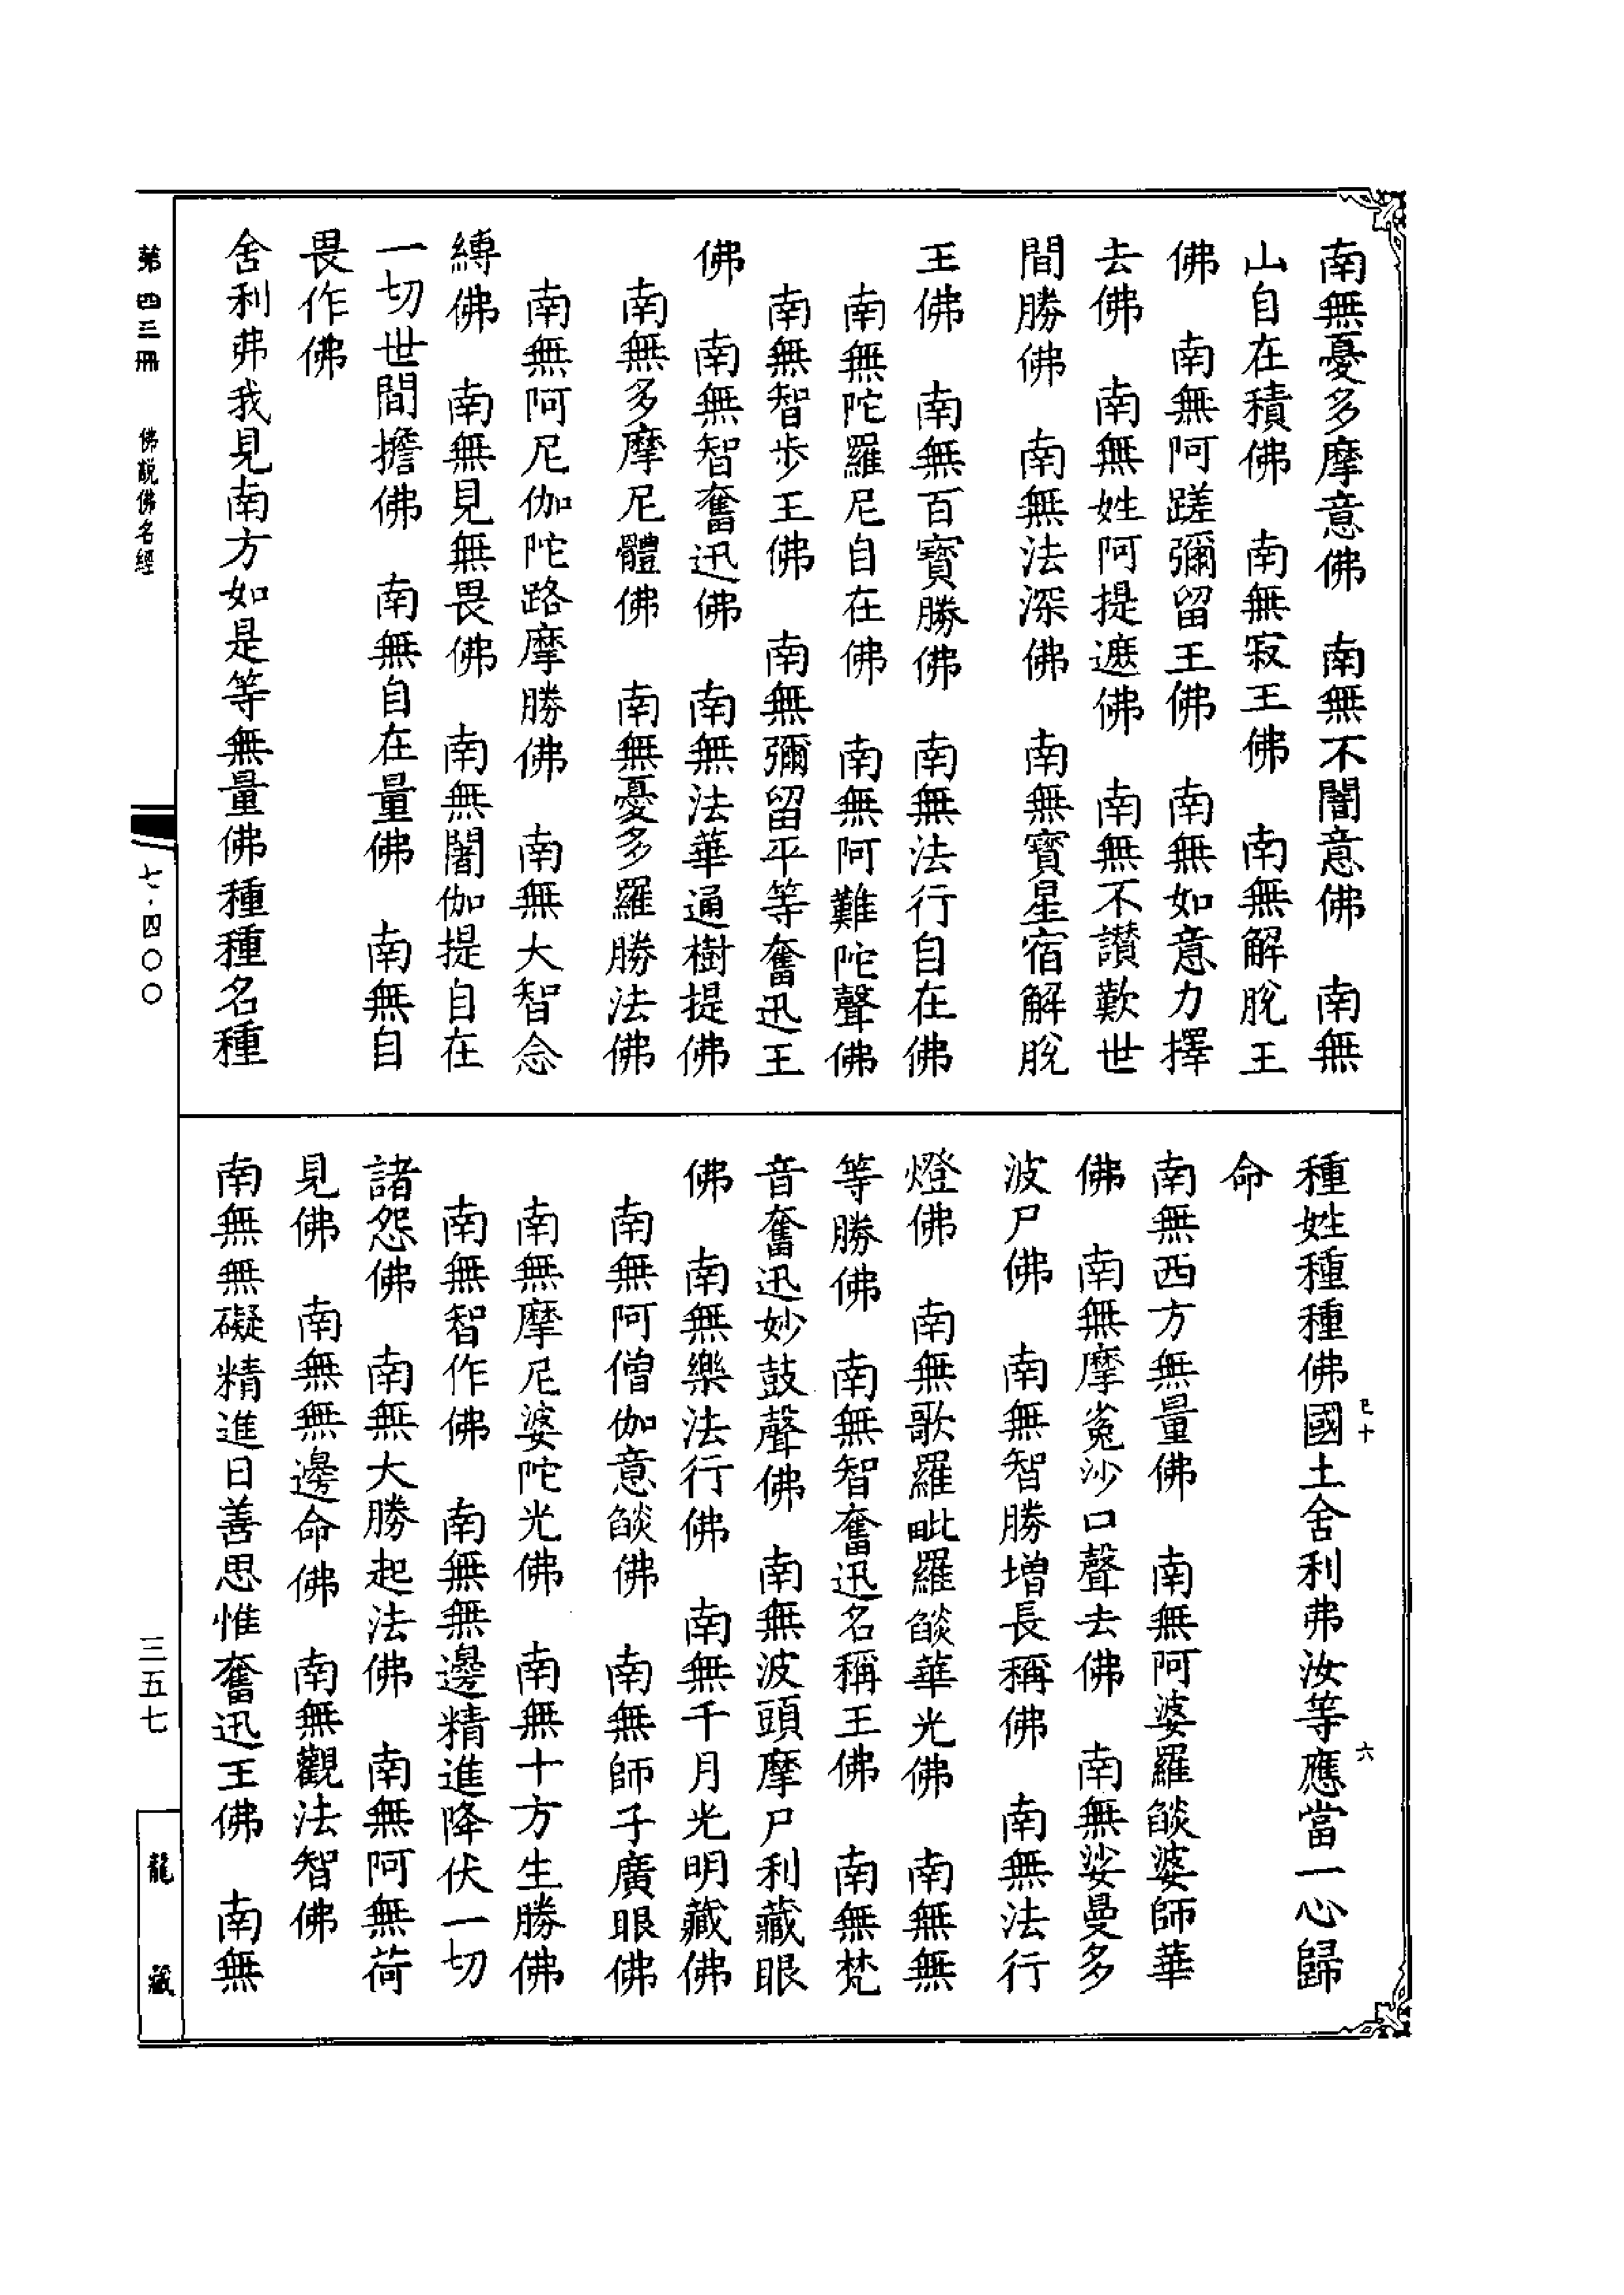 南無憂多摩意佛　南無不闇意佛　南無
山自在積佛　南無寂王佛　南無解脫王
佛　南無阿蹉彌留王佛　南無如意力擇
去佛　南無姓阿提遮佛　南無不讃歎世
間勝佛　南無法深佛　南無寶星宿解脫
王佛　南無百寶勝佛　南無法行自在佛
　南無陀羅尼自在佛　南無阿難陀聲佛
　南無智步王佛　南無彌留平等奮迅王
佛　南無智奮迅佛　南無法華通樹提佛
　南無多摩尼體佛　南無憂多羅勝法佛
　南無阿尼伽陀路摩勝佛　南無大智念
縛佛　南無見無畏佛　南無闍伽提自在
一切世間擔佛　南無自在量佛　南無自
畏作佛
舍利弗我見南方如是等無量佛種種名種
種姓種種佛國土舍利弗汝等應當一心歸
命
南無西方無量佛　南無阿婆羅燄婆師華
佛　南無摩菟沙口聲去佛　南無娑曼多
波尸佛　南無智勝增長稱佛　南無法行
燈佛　南無歌羅毗羅燄華光佛　南無無
等勝佛　南無智奮迅名稱王佛　南無梵
音奮迅妙鼓聲佛　南無波頭摩尸利藏眼
佛　南無樂法行佛　南無千月光明藏佛
　南無阿僧伽意燄佛　南無師子廣眼佛
　南無摩尼婆陀光佛　南無十方生勝佛
　南無智作佛　南無無邊精進降伏一切
諸怨佛　南無大勝起法佛　南無阿無荷
見佛　南無無邊命佛　南無觀法智佛
南無無礙精進日善思惟奮迅王佛　南無
巳十
六
第四三冊　佛說佛名經
七·四〇〇
三五七
龍藏